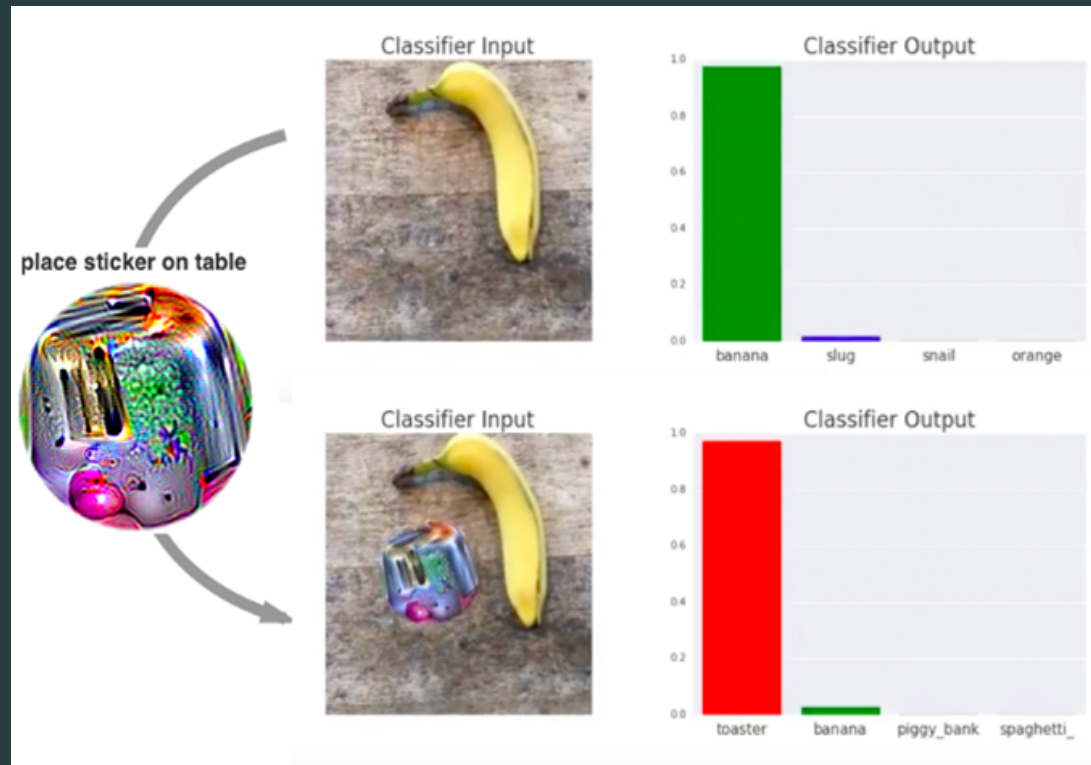 Classifier Input
Classifier Output
1.0
0.8
0.6
0.4
0.2
0.0
banana slug snail orange
place sticker on table
Classifier Input
Classifier Output
1.0
0.8
0.6
0.4
0.2
0.0
toaster banana piggy_bank spaghetti_